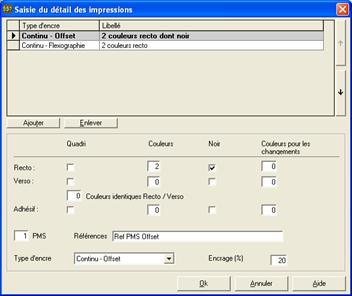 Saisie du détail des impressions
Type d'encre Libellé
Continu - Offset 2 couleurs recto dont noir
Continu - Flexographie 2 couleurs recto
Ajouter Enlever
Quadri Couleurs Noir Couleurs pour les changements
Recto : 2 0
Verso : 0 0
0 Couleurs identiques Recto / Verso
Adhésif : 0 0
1 PMS Références Ref PMS Offset
Type d'encre Continu - Offset Encrage (%) 20
Ok Annuler Aide